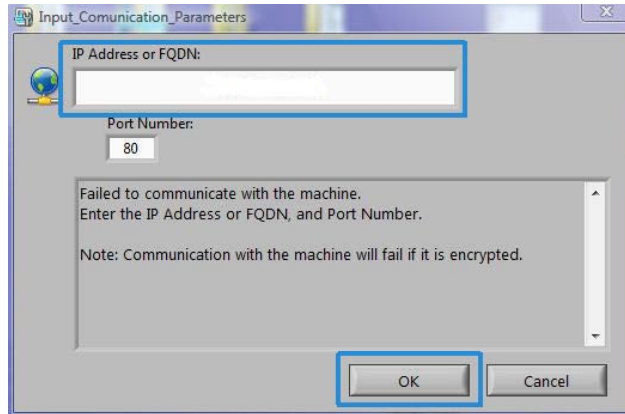 Input_Comunication_Parameters
IP Address or FQDN:
Port Number:
80
Failed to communicate with the machine.
Enter the IP Address or FQDN, and Port Number.
Note: Communication with the machine will fail if it is encrypted.
OK
Cancel